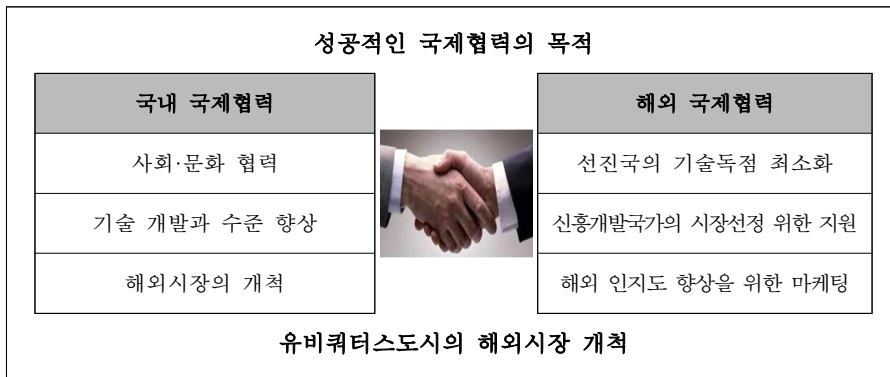 성공적인 국제협력의 목적
국내 국제협력
사회·문화 협력
기술 개발과 수준 향상
해외시장의 개척
해외 국제협력
선진국의 기술독점 최소화
신흥개발국가의 시장선정 위한 지원
해외 인지도 향상을 위한 마케팅
유비쿼터스도시의 해외시장 개척